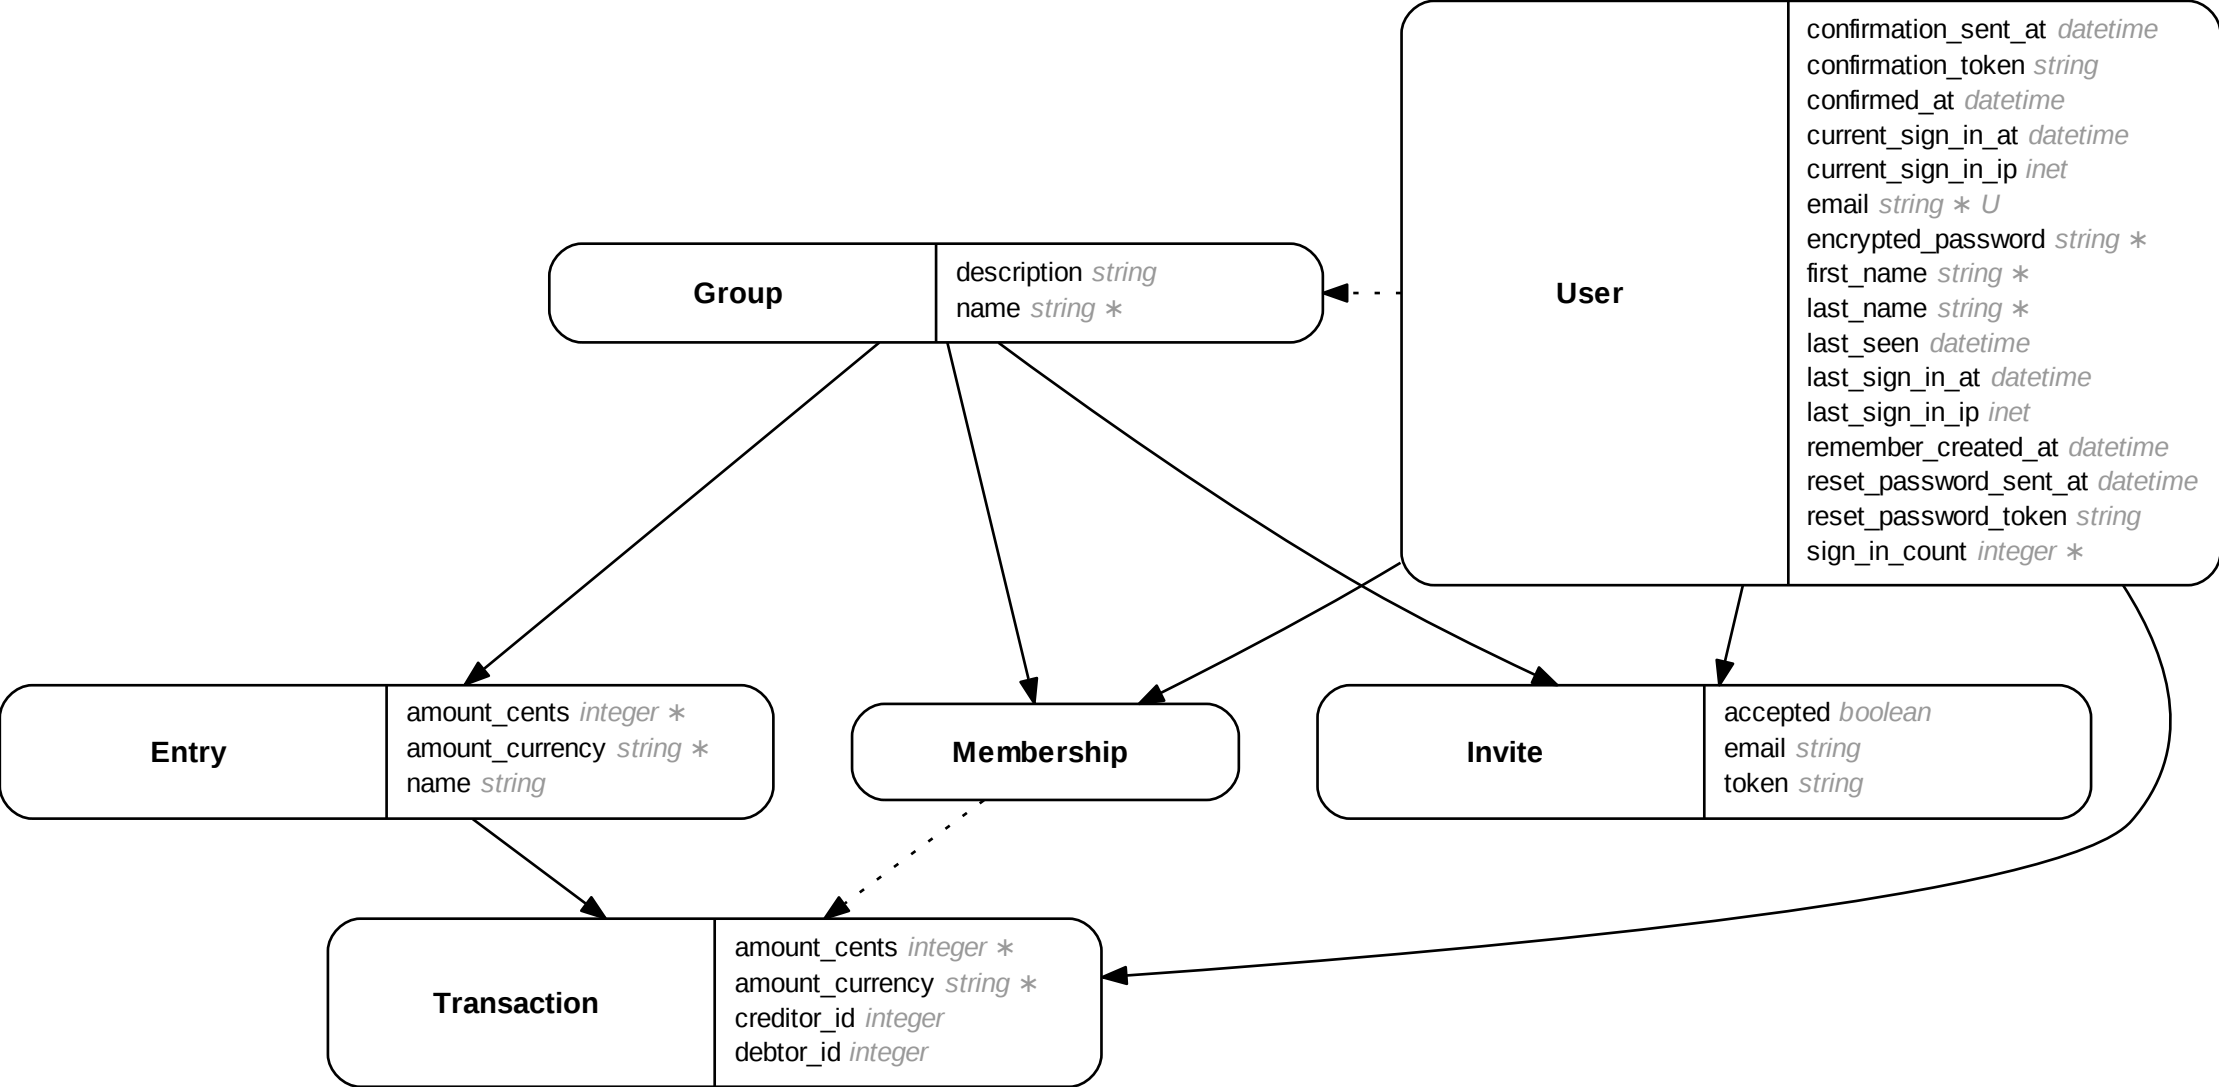 User
confirmation_sent_at datetime
confirmation_token string
confirmed_at datetime
current_sign_in_at datetime
current_sign_in_ip inet
email string ∗ U
encrypted_password string ∗
first_name string ∗
last_name string ∗
last_seen datetime
last_sign_in_at datetime
last_sign_in_ip inet
remember_created_at datetime
reset_password_sent_at datetime
reset_password_token string
sign_in_count integer ∗
Group
description string
name string ∗
Entry
amount_cents integer ∗
amount_currency string ∗
name string
Membership
Invite
accepted boolean
email string
token string
Transaction
amount_cents integer ∗
amount_currency string ∗
creditor_id integer
debtor_id integer